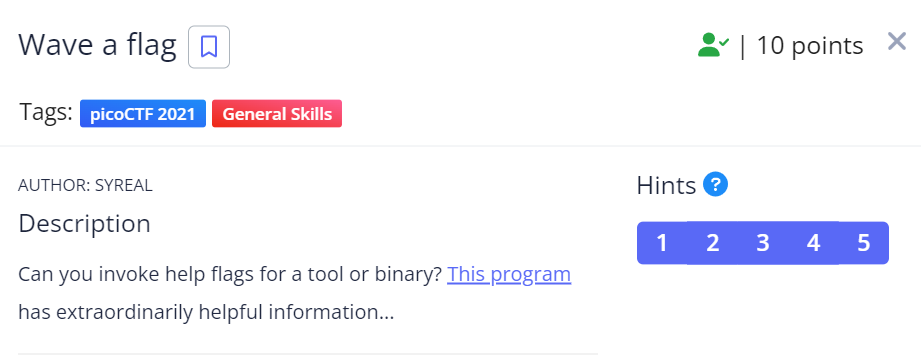 Wave a flag
| 10 points
Tags: picoCTF 2021 General Skills
AUTHOR: SYREAL
Description
Can you invoke help flags for a tool or binary? This program
has extraordinarily helpful information...
Hints ?
1 2 3 4 5